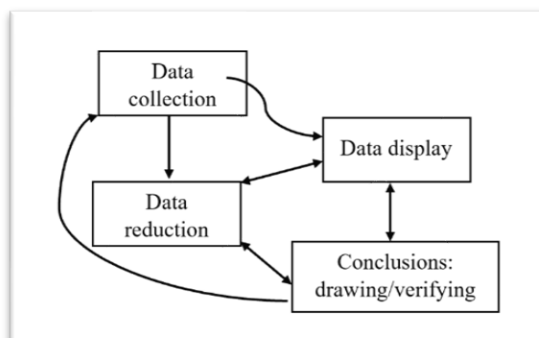 Data
collection
Data display
Data
reduction
Conclusions:
drawing/verifying